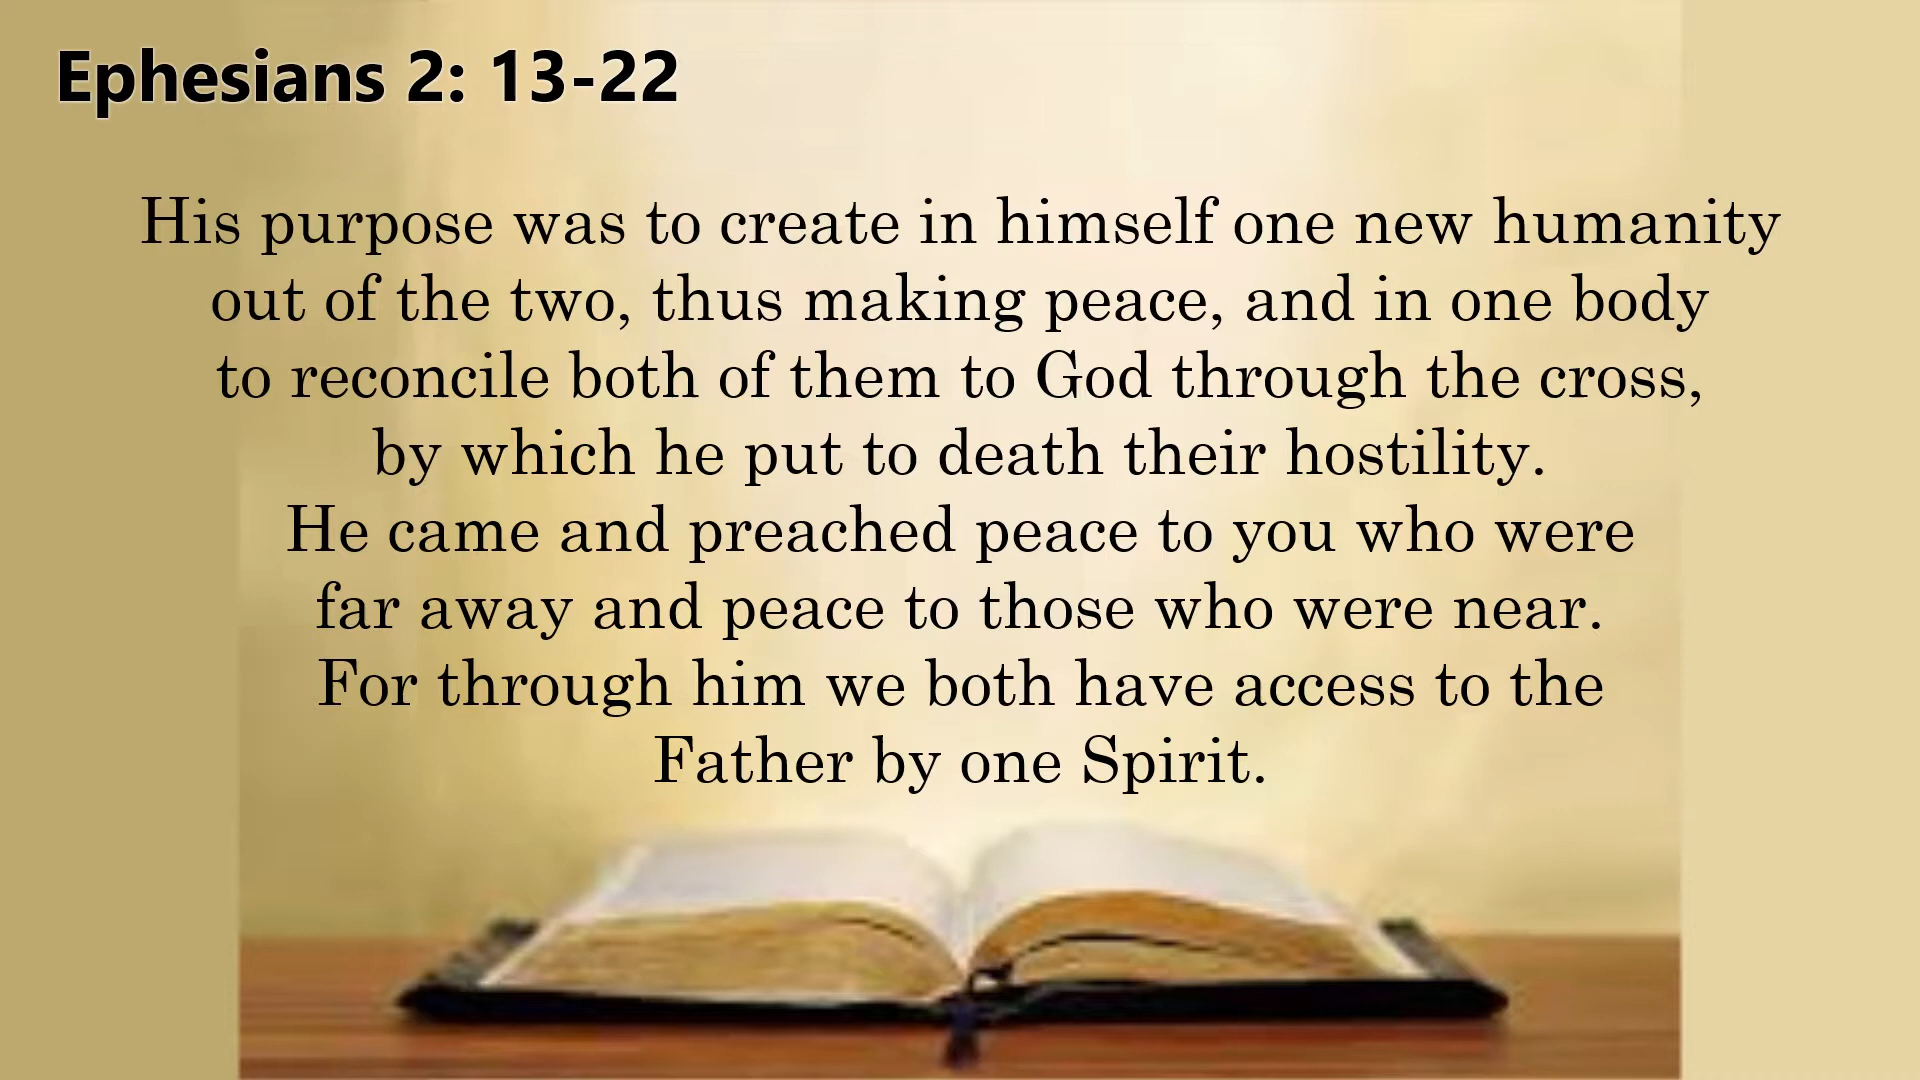 Ephesians 2: 13-22
His purpose was to create in himself one new humanity
out of the two, thus making peace, and in one body
to reconcile both of them to God through the cross,
by which he put to death their hostility.
He came and preached peace to you who were
far away and peace to those who were near.
For through him we both have access to the
Father by one Spirit.